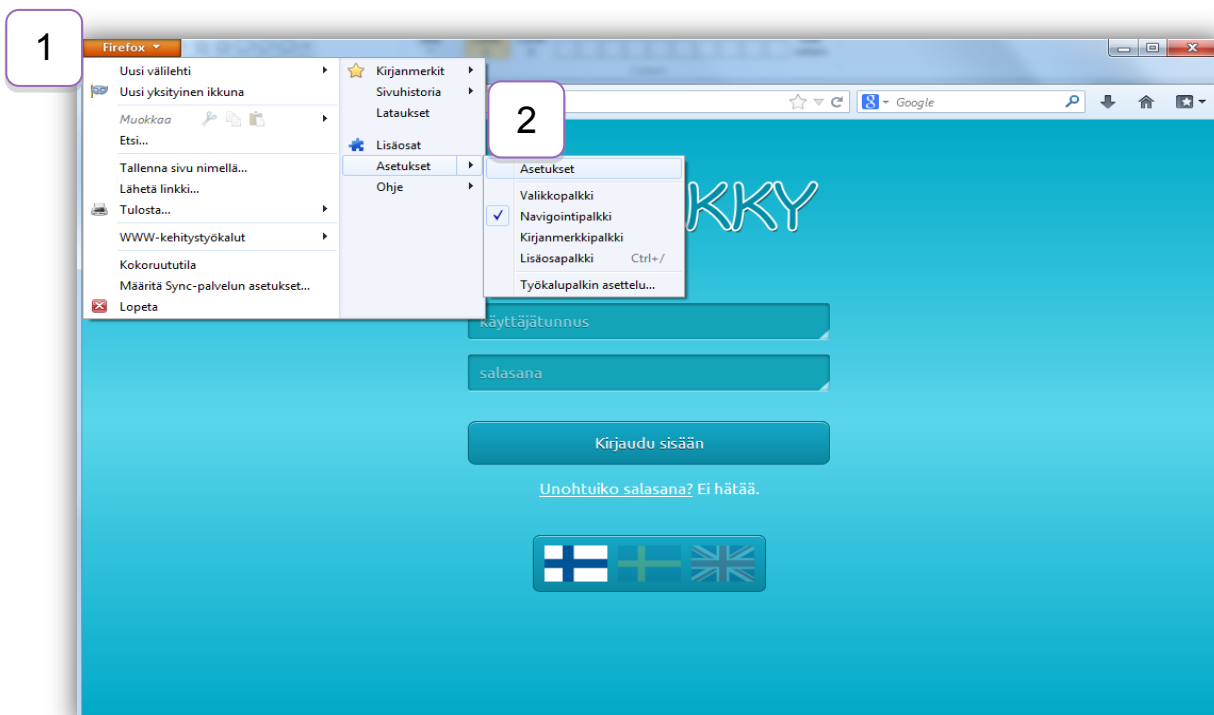 1
Firefox
Uusi välilehti
Uusi yksityinen ikkuna
Muokkaa
Etsi...
Tallenna sivu nimellä...
Lähetä linkki...
Tulosta...
WWW-kehitystyökalut
Kokoruututila
Määritä Sync-palvelun asetukset...
Lopeta
Kirjanmerkit
Sivuhistoria
Lataukset
Lisäosat
Asetukset
Ohje
2
Asetukset
Valikkopalkki
Navigointipalkki
Kirjanmerkkipalkki
Lisäosapalkki Ctrl+/
Työkalupalkin asettelu...
8 Google
KKY
käyttäjätunnus
salasana
Kirjaudu sisään
Unohtuiko salasana? Ei hätää.